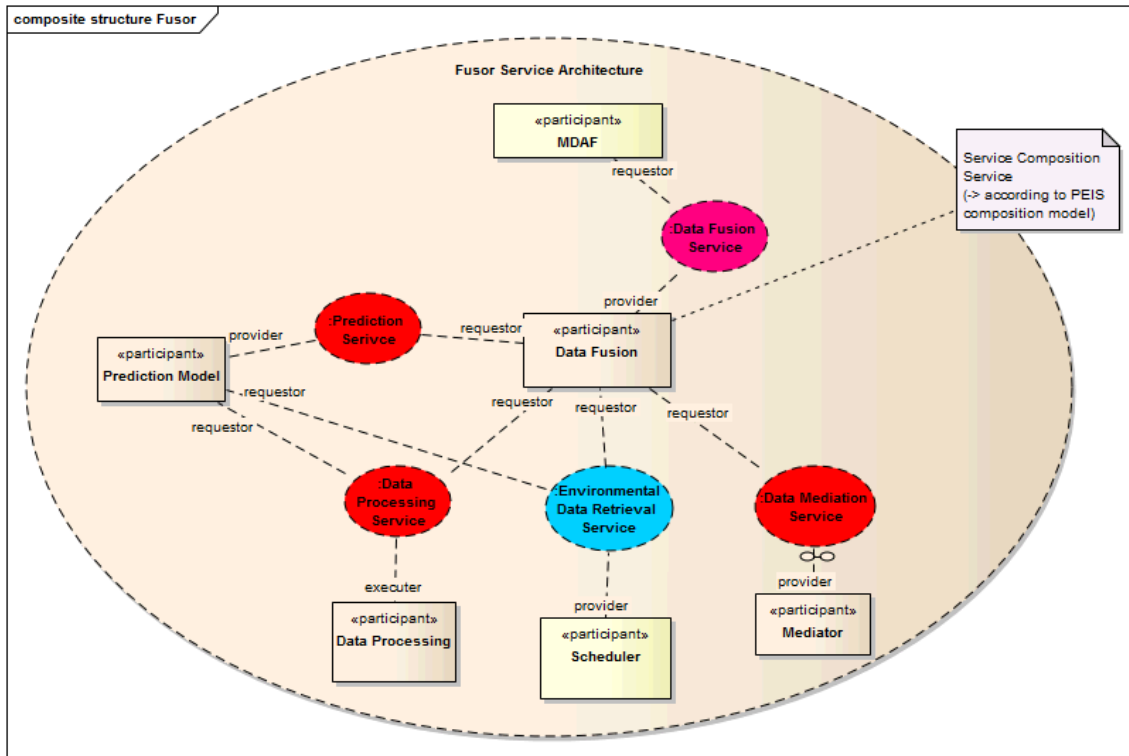 composite structure Fusor
Fusor Service Architecture
«participant»
MDAF
requestor
Service Composition
Service
(-> according to PEIS
composition model)
:Data Fusion
Service
provider
:Prediction
Serivce
provider
requestor
«participant»
Data Fusion
«participant»
Prediction Model
requestor
requestor
requestor
requestor
requestor
:Data
Processing
Service
:Environmental
Data Retrieval
Service
:Data Mediation
Service
executer
provider
provider
«participant»
Data Processing
«participant»
Scheduler
«participant»
Mediator